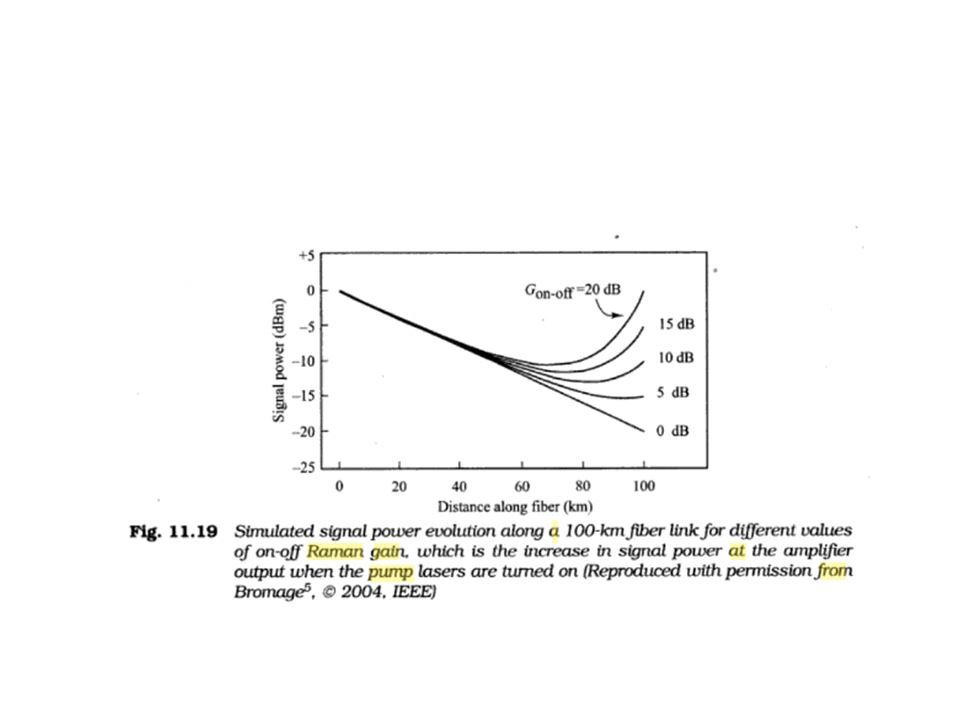 +5
0
−5
−10
−15
−20
−25
Signal power (dBm)
Gon-off=20 dB
15 dB
10 dB
5 dB
0 dB
0 20 40 60 80 100
Distance along fiber (km)
Fig. 11.19 Simulated signal power evolution along a 100-km fiber link for different values
of on-off Raman gain, which is the increase in signal power at the amplifier
output when the pump lasers are turned on (Reproduced with permission from
Bromage⁵, © 2004, IEEE)